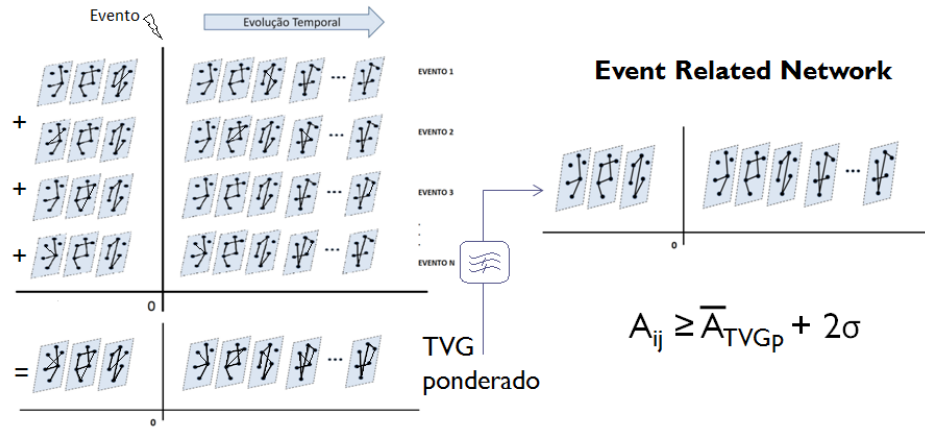 Evento
Evolução Temporal
EVENTO 1
+
EVENTO 2
+
EVENTO 3
+
EVENTO N
0
=
0
TVG
ponderado
Event Related Network
0
A_ij ≥ A̅_TVGp + 2σ